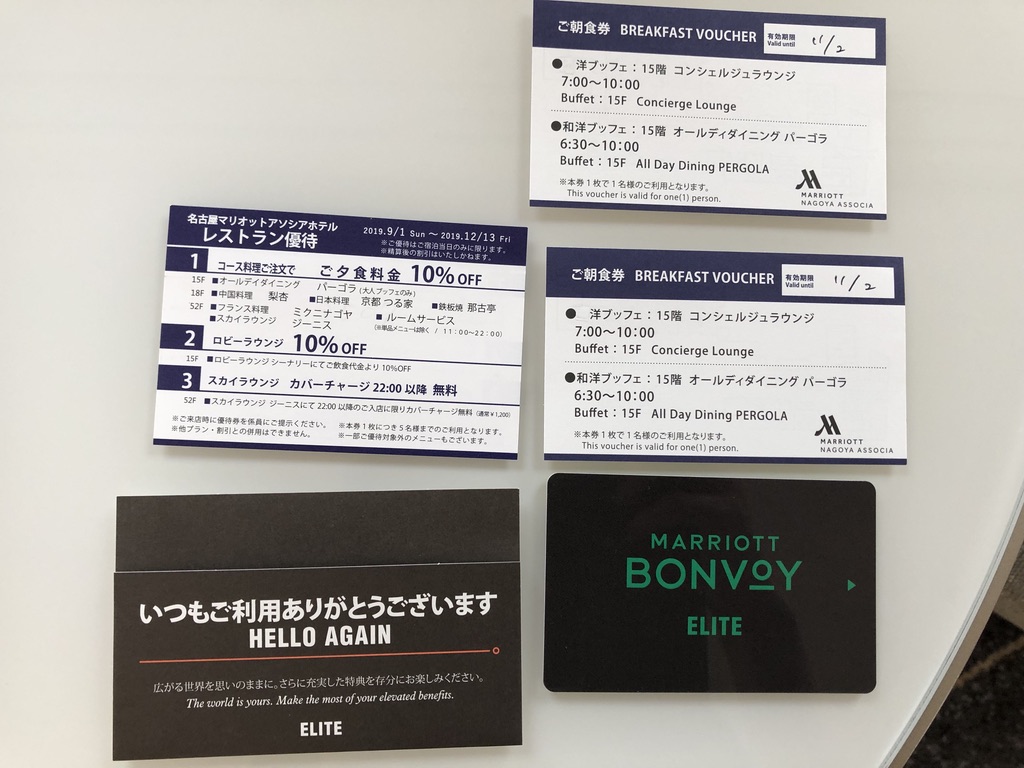 ご朝食券 BREAKFAST VOUCHER 有効期限 Valid until 11/2
● 洋ブッフェ：15階 コンシェルジュラウンジ
7:00〜10:00
Buffet：15F Concierge Lounge
●和洋ブッフェ：15階 オールディダイニング パーゴラ
6:30〜10:00
Buffet：15F All Day Dining PERGOLA
※本券1枚で1名様のご利用となります。
This voucher is valid for one(1) person.
MARRIOTT
NAGOYA ASSOCIA
名古屋マリオットアソシアホテル
レストラン優待
2019.9/1 Sun 〜 2019.12/13 Fri
※ご優待はご宿泊当日のみに限ります。
※精算後の割引はいたしかねます。
1 コース料理ご注文で ご夕食料金 10% OFF
15F ■オールデイダイニング パーゴラ (大人ブッフェのみ)
18F ■中国料理 梨杏 ■日本料理 京都 つる家 ■鉄板焼 那古亭
52F ■フランス料理 ミクニナゴヤ ■ルームサービス
■スカイラウンジ ジーニス (※単品メニューは除く / 11:00〜22:00)
2 ロビーラウンジ 10% OFF
15F ■ロビーラウンジ シーナリーにてご飲食代金より 10%OFF
3 スカイラウンジ カバーチャージ 22:00 以降 無料
52F ■スカイラウンジ ジーニスにて 22:00 以降のご入店に限りカバーチャージ無料 (通常¥1,200)
※ご来店時に優待券を係員にご提示ください。 ※本券1枚につき5名様までのご利用となります。
※他プラン・割引との併用はできません。 ※一部ご優待対象外のメニューもございます。
ご朝食券 BREAKFAST VOUCHER 有効期限 Valid until 11/2
● 洋ブッフェ：15階 コンシェルジュラウンジ
7:00〜10:00
Buffet：15F Concierge Lounge
●和洋ブッフェ：15階 オールディダイニング パーゴラ
6:30〜10:00
Buffet：15F All Day Dining PERGOLA
※本券1枚で1名様のご利用となります。
This voucher is valid for one(1) person.
MARRIOTT
NAGOYA ASSOCIA
いつもご利用ありがとうございます
HELLO AGAIN
広がる世界を思いのままに。さらに充実した特典を存分にお楽しみください。
The world is yours. Make the most of your elevated benefits.
ELITE
MARRIOTT
BONVOY
ELITE